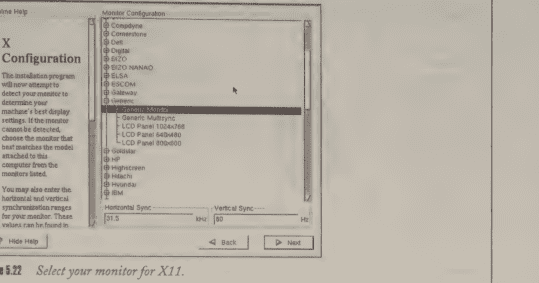 Help
X
Configuration
The installation program
will now attempt to
detect your monitor to
determine your
machine's best display
settings. If the monitor
cannot be detected,
choose the monitor that
best matches the model
attached to this
computer from the
monitors listed.
You may also enter the
horizontal and vertical
synchronization ranges
for your monitor. These
values can be found in
Hide Help
Monitor Configuration
Compdyne
Cornerstone
Dell
Digital
EIZO
EIZO NANAO
ELSA
ESCOM
Gateway
Generic
Generic Monitor
Generic Multisync
LCD Panel 1024x768
LCD Panel 640x480
LCD Panel 800x600
Goldstar
HP
Highscreen
Hitachi
Hyundai
IBM
Horizontal Sync
Vertical Sync
31.5
kHz
60
Hz
Back
Next
5.22 Select your monitor for X11.